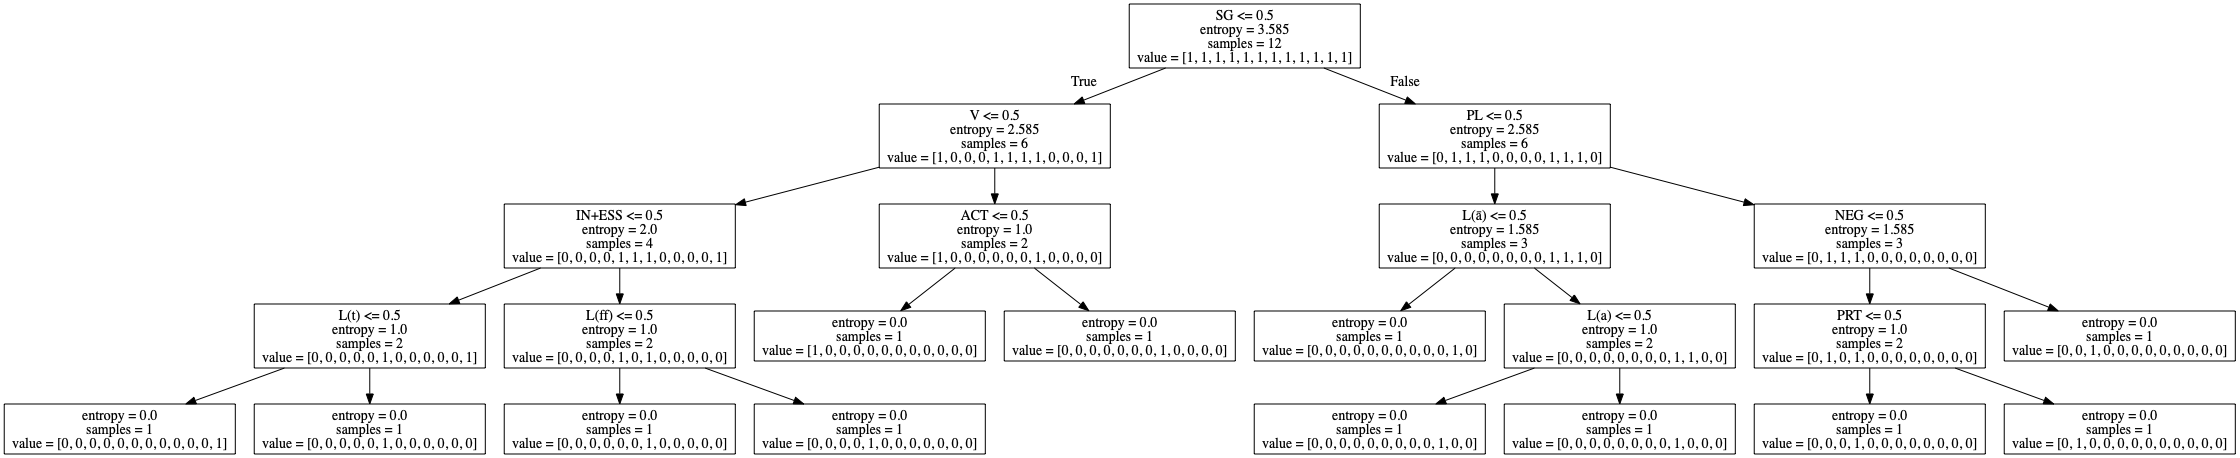 SG <= 0.5
entropy = 3.585
samples = 12
value = [1, 1, 1, 1, 1, 1, 1, 1, 1, 1, 1, 1]
True
False
V <= 0.5
entropy = 2.585
samples = 6
value = [1, 0, 0, 0, 1, 1, 1, 1, 0, 0, 0, 1]
PL <= 0.5
entropy = 2.585
samples = 6
value = [0, 1, 1, 1, 0, 0, 0, 0, 1, 1, 1, 0]
IN+ESS <= 0.5
entropy = 2.0
samples = 4
value = [0, 0, 0, 0, 1, 1, 1, 0, 0, 0, 0, 1]
ACT <= 0.5
entropy = 1.0
samples = 2
value = [1, 0, 0, 0, 0, 0, 0, 1, 0, 0, 0, 0]
L(ā) <= 0.5
entropy = 1.585
samples = 3
value = [0, 0, 0, 0, 0, 0, 0, 0, 1, 1, 1, 0]
NEG <= 0.5
entropy = 1.585
samples = 3
value = [0, 1, 1, 1, 0, 0, 0, 0, 0, 0, 0, 0]
L(t) <= 0.5
entropy = 1.0
samples = 2
value = [0, 0, 0, 0, 0, 1, 0, 0, 0, 0, 0, 1]
L(ff) <= 0.5
entropy = 1.0
samples = 2
value = [0, 0, 0, 0, 1, 0, 1, 0, 0, 0, 0, 0]
entropy = 0.0
samples = 1
value = [1, 0, 0, 0, 0, 0, 0, 0, 0, 0, 0, 0]
entropy = 0.0
samples = 1
value = [0, 0, 0, 0, 0, 0, 0, 1, 0, 0, 0, 0]
entropy = 0.0
samples = 1
value = [0, 0, 0, 0, 0, 0, 0, 0, 0, 0, 1, 0]
L(a) <= 0.5
entropy = 1.0
samples = 2
value = [0, 0, 0, 0, 0, 0, 0, 0, 1, 1, 0, 0]
PRT <= 0.5
entropy = 1.0
samples = 2
value = [0, 1, 0, 1, 0, 0, 0, 0, 0, 0, 0, 0]
entropy = 0.0
samples = 1
value = [0, 0, 1, 0, 0, 0, 0, 0, 0, 0, 0, 0]
entropy = 0.0
samples = 1
value = [0, 0, 0, 0, 0, 0, 0, 0, 0, 0, 0, 1]
entropy = 0.0
samples = 1
value = [0, 0, 0, 0, 0, 1, 0, 0, 0, 0, 0, 0]
entropy = 0.0
samples = 1
value = [0, 0, 0, 0, 0, 0, 1, 0, 0, 0, 0, 0]
entropy = 0.0
samples = 1
value = [0, 0, 0, 0, 1, 0, 0, 0, 0, 0, 0, 0]
entropy = 0.0
samples = 1
value = [0, 0, 0, 0, 0, 0, 0, 0, 0, 1, 0, 0]
entropy = 0.0
samples = 1
value = [0, 0, 0, 0, 0, 0, 0, 0, 1, 0, 0, 0]
entropy = 0.0
samples = 1
value = [0, 0, 0, 1, 0, 0, 0, 0, 0, 0, 0, 0]
entropy = 0.0
samples = 1
value = [0, 1, 0, 0, 0, 0, 0, 0, 0, 0, 0, 0]